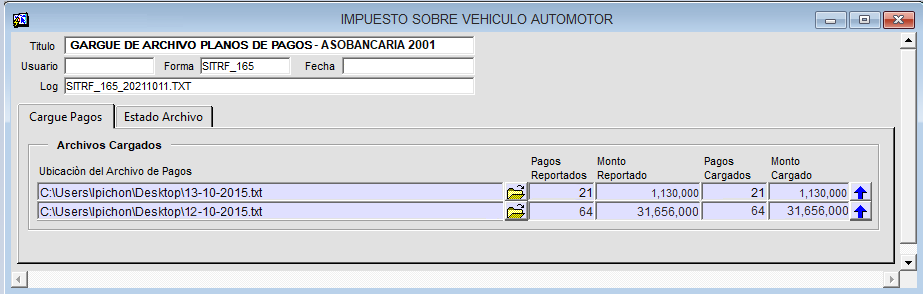 IMPUESTO SOBRE VEHICULO AUTOMOTOR
Titulo GARGUE DE ARCHIVO PLANOS DE PAGOS - ASOBANCARIA 2001
Usuario Forma SITRF_165 Fecha
Log SITRF_165_20211011.TXT
Cargue Pagos Estado Archivo
Archivos Cargados
Ubicaciòn del Archivo de Pagos Pagos Reportados Monto Reportado Pagos Cargados Monto Cargado
C:\Users\lpichon\Desktop\13-10-2015.txt 21 1,130,000 21 1,130,000
C:\Users\lpichon\Desktop\12-10-2015.txt 64 31,656,000 64 31,656,000